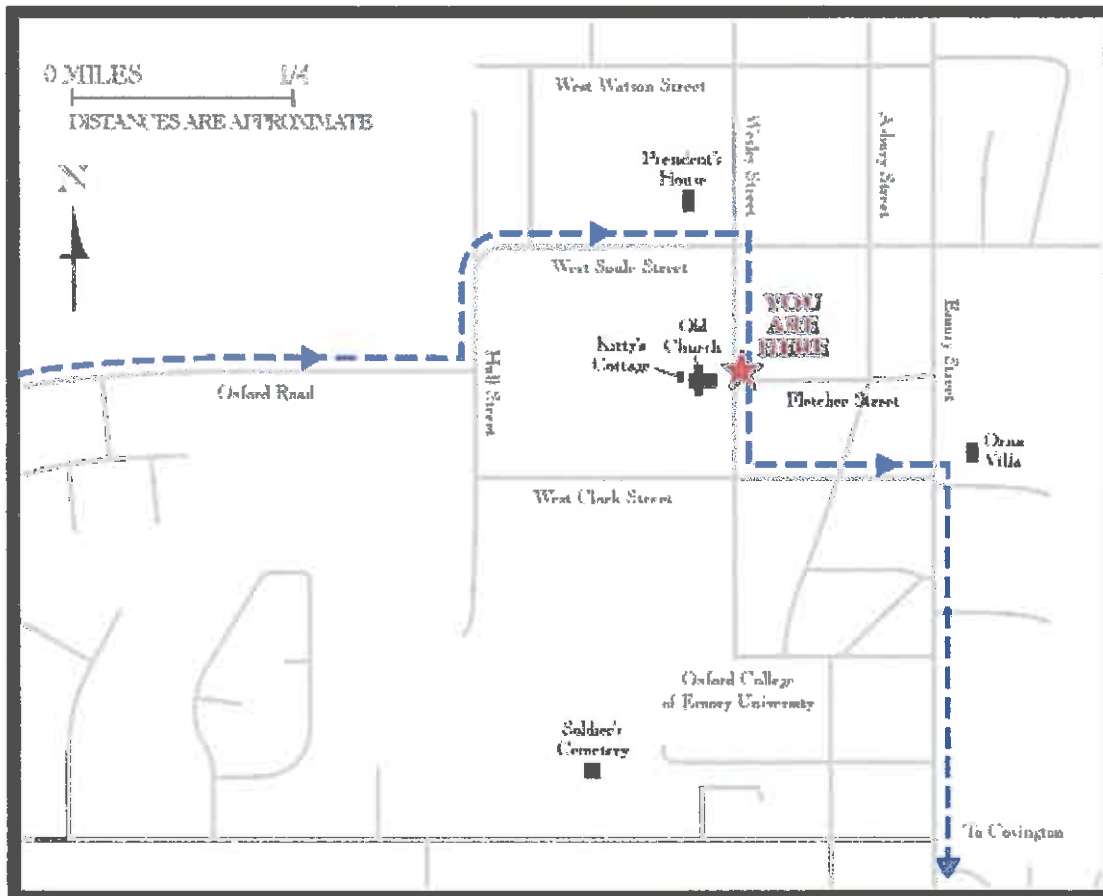 0 MILES 1/4
DISTANCES ARE APPROXIMATE
N
West Watson Street
Wesley Street
Asbury Street
President's
House
West Soule Street
YOU
ARE
HERE
Old
Church
Kitty's
Cottage
Fletcher Street
Emory Street
Hull Street
Oxford Road
Orna
Villa
West Clark Street
Oxford College
of Emory University
Soldier's
Cemetery
To Covington